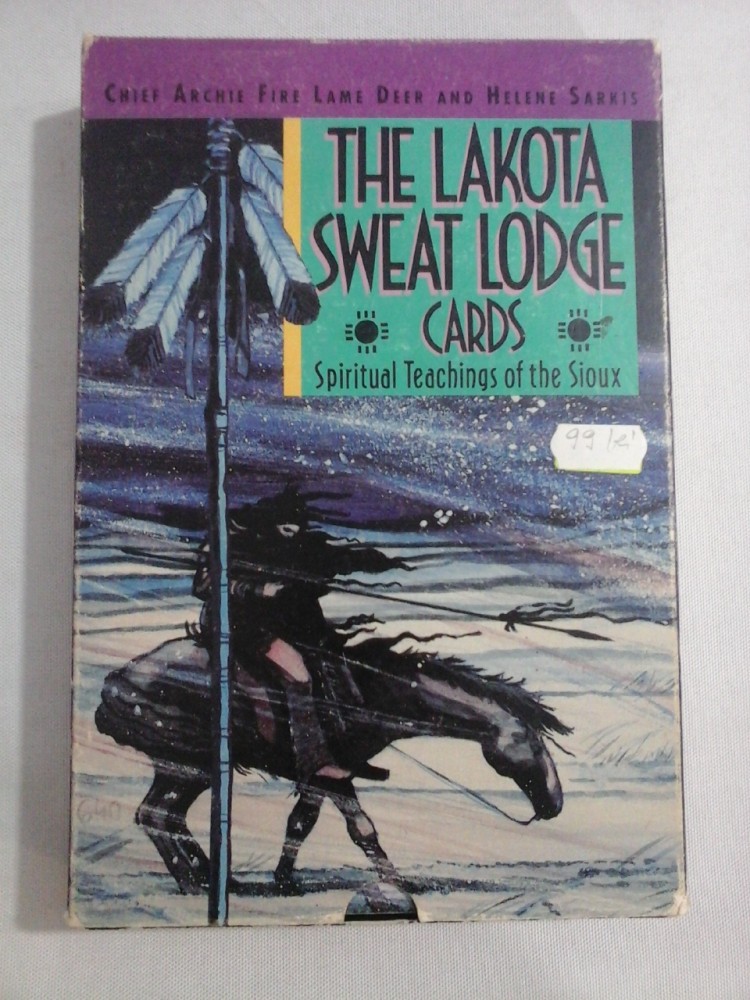 CHIEF ARCHIE FIRE LAME DEER AND HELENE SARKIS
THE LAKOTA
SWEAT LODGE
CARDS
Spiritual Teachings of the Sioux
99 lei
640